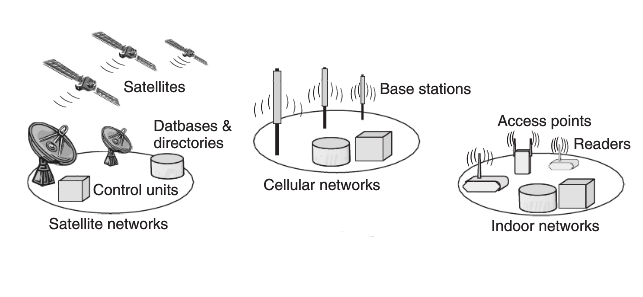 Satellites
Datbases &
directories
Control units
Satellite networks
Base stations
Cellular networks
Access points
Readers
Indoor networks